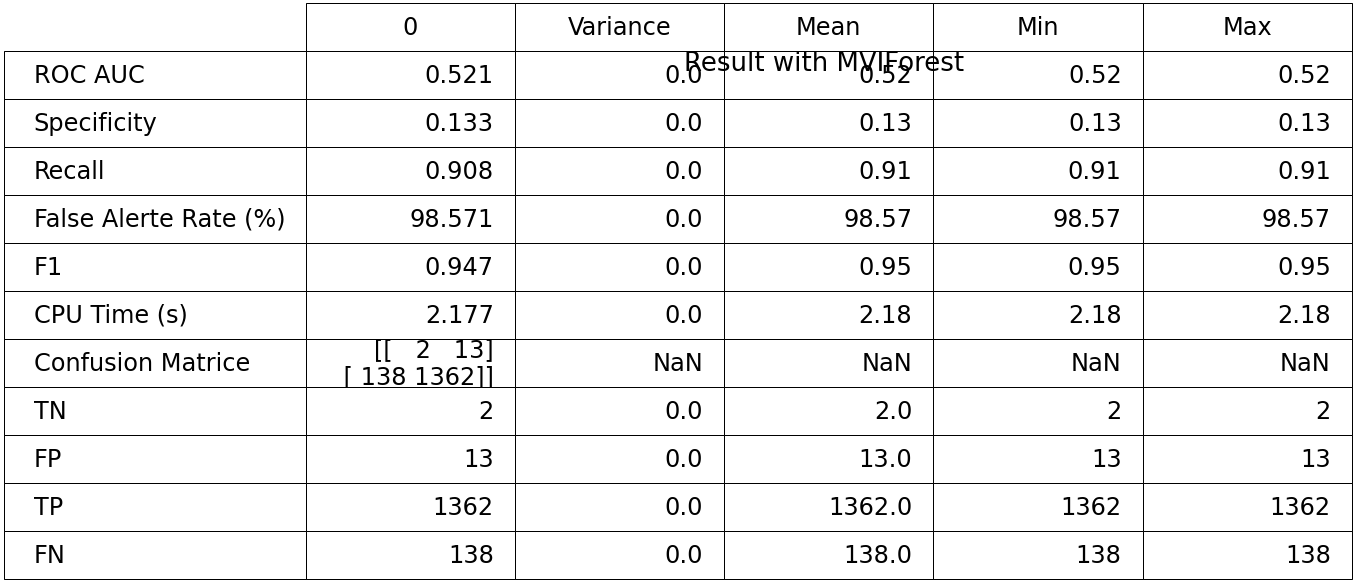 0 Variance Mean Min Max
Result with MVIForest
ROC AUC 0.521 0.0 0.52 0.52 0.52
Specificity 0.133 0.0 0.13 0.13 0.13
Recall 0.908 0.0 0.91 0.91 0.91
False Alerte Rate (%) 98.571 0.0 98.57 98.57 98.57
F1 0.947 0.0 0.95 0.95 0.95
CPU Time (s) 2.177 0.0 2.18 2.18 2.18
Confusion Matrice [[ 2 13] NaN NaN NaN NaN
[ 138 1362]]
TN 2 0.0 2.0 2 2
FP 13 0.0 13.0 13 13
TP 1362 0.0 1362.0 1362 1362
FN 138 0.0 138.0 138 138